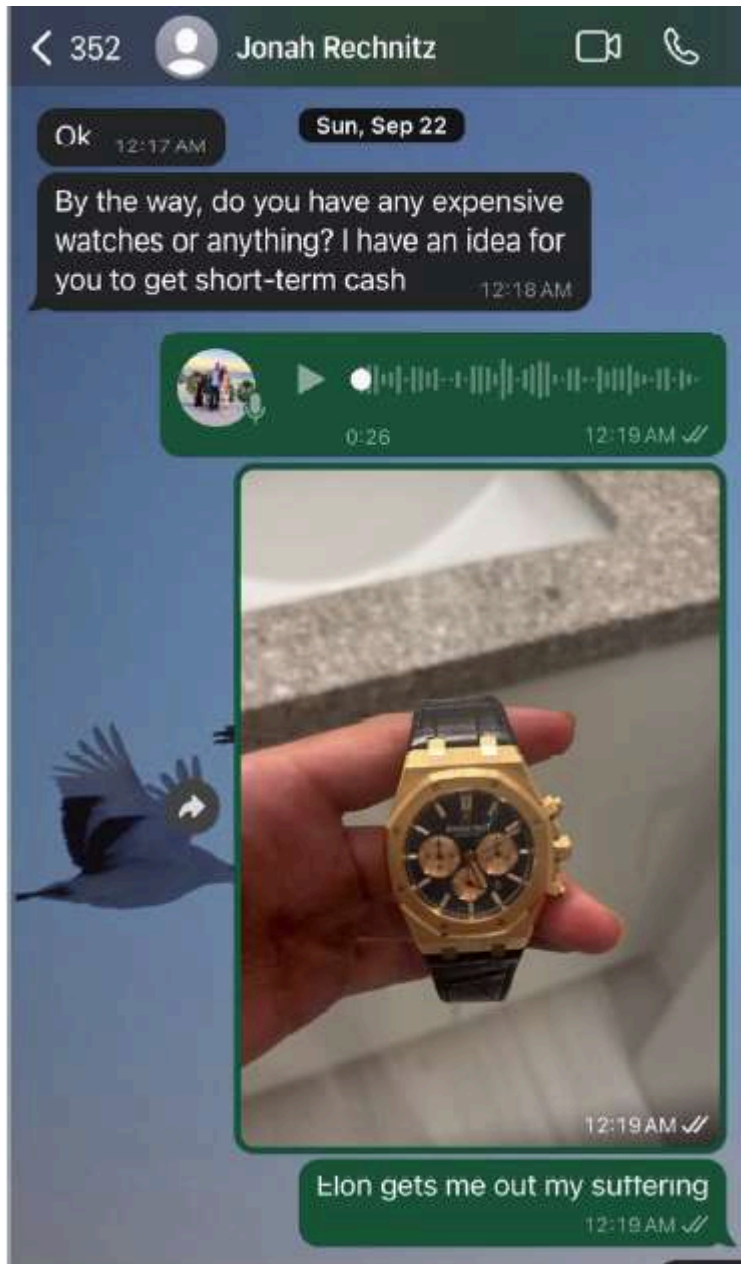 352
Jonah Rechnitz
Sun, Sep 22
Ok 12:17 AM
By the way, do you have any expensive
watches or anything? I have an idea for
you to get short-term cash 12:18 AM
0:26 12:19 AM
12:19 AM
Elon gets me out my suffering
12:19 AM